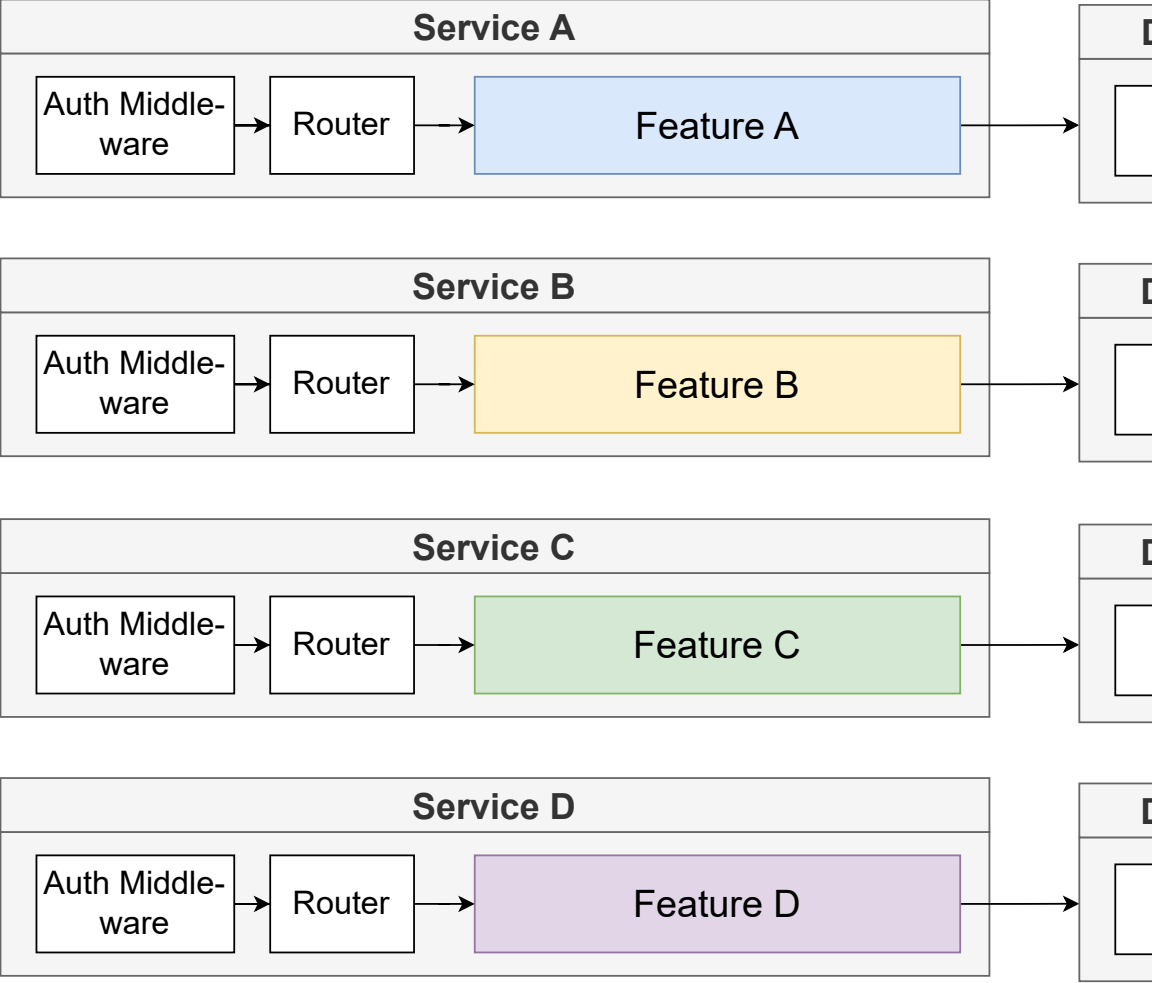 Service A
Auth Middle-
ware
Router
Feature A
Service B
Auth Middle-
ware
Router
Feature B
Service C
Auth Middle-
ware
Router
Feature C
Service D
Auth Middle-
ware
Router
Feature D